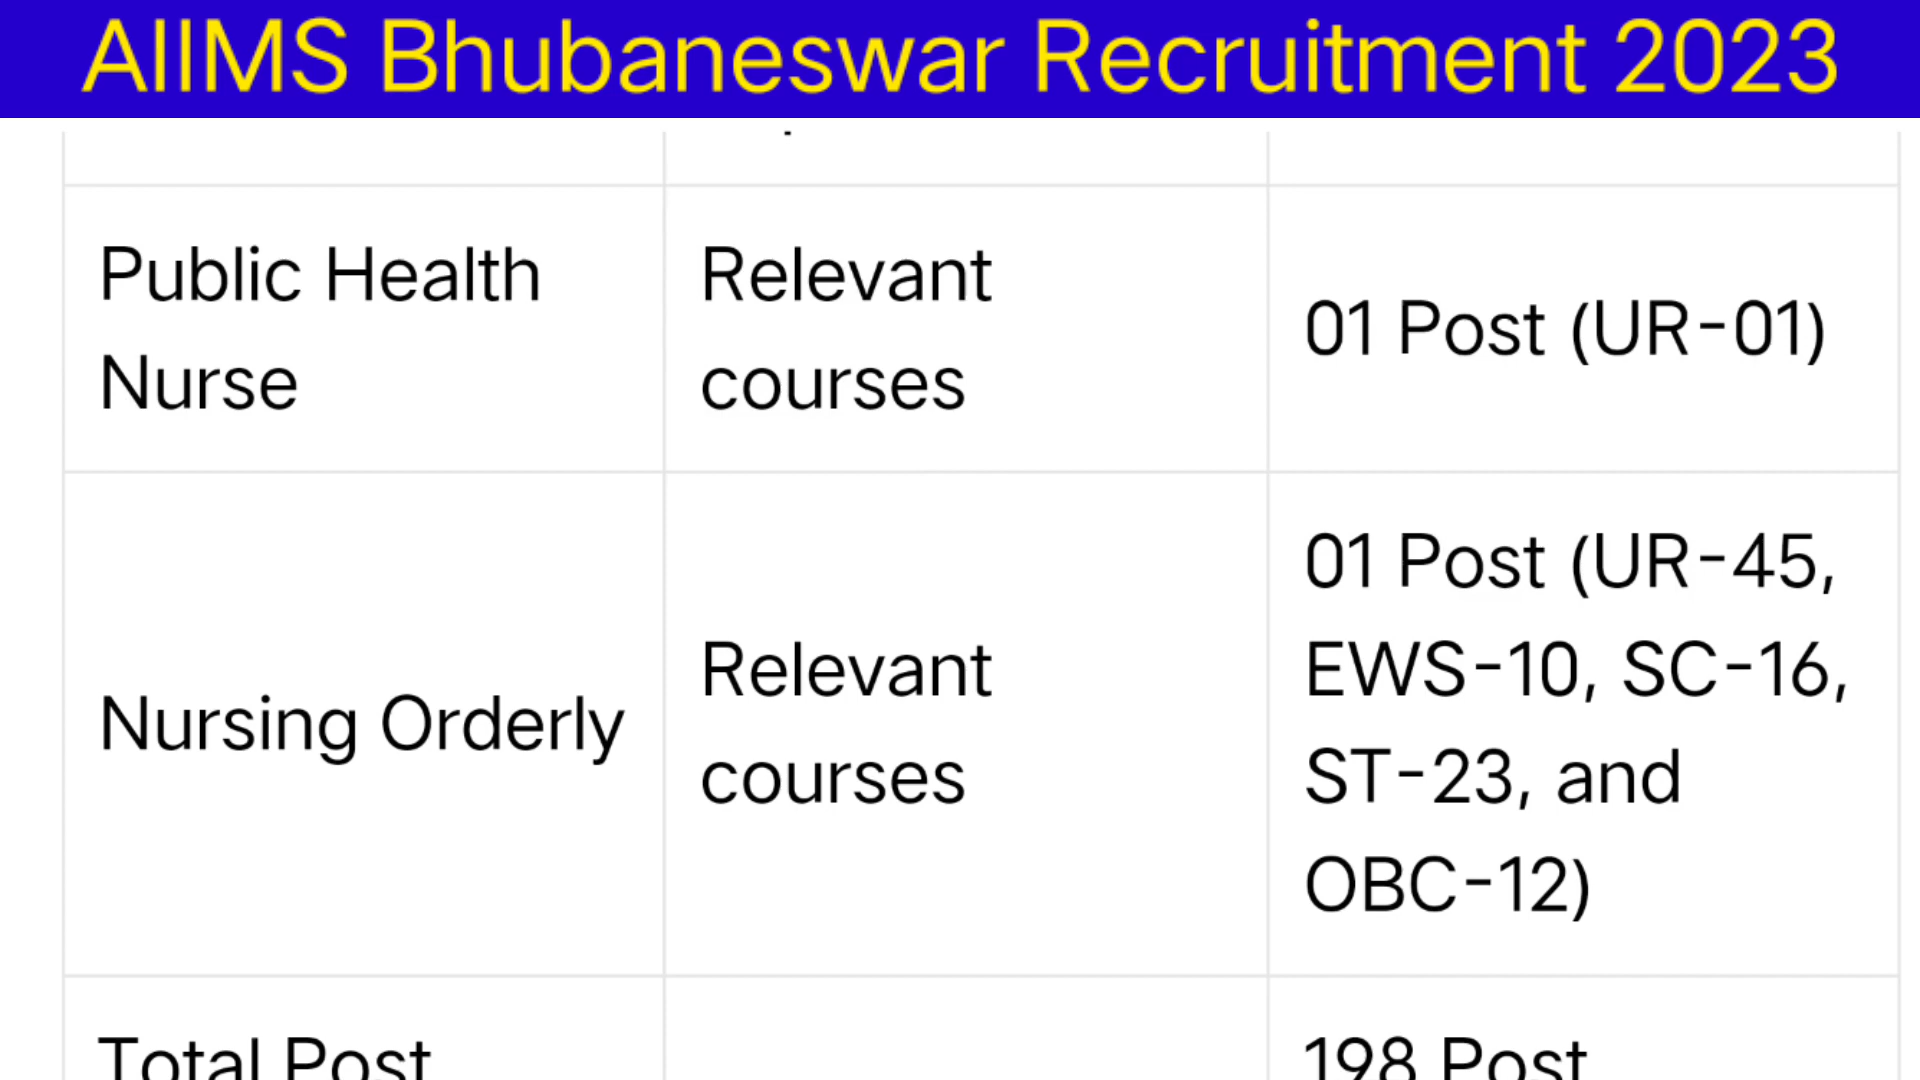 AIIMS Bhubaneswar Recruitment 2023
Public Health
Nurse
Relevant
courses
01 Post (UR-01)
Nursing Orderly
Relevant
courses
01 Post (UR-45,
EWS-10, SC-16,
ST-23, and
OBC-12)
Total Post
198 Post